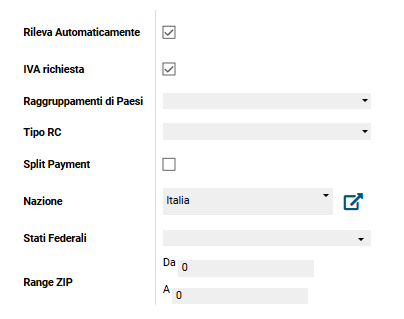 Rileva Automaticamente
IVA richiesta
Raggruppamenti di Paesi
Tipo RC
Split Payment
Nazione Italia
Stati Federali
Range ZIP
Da 0
A 0